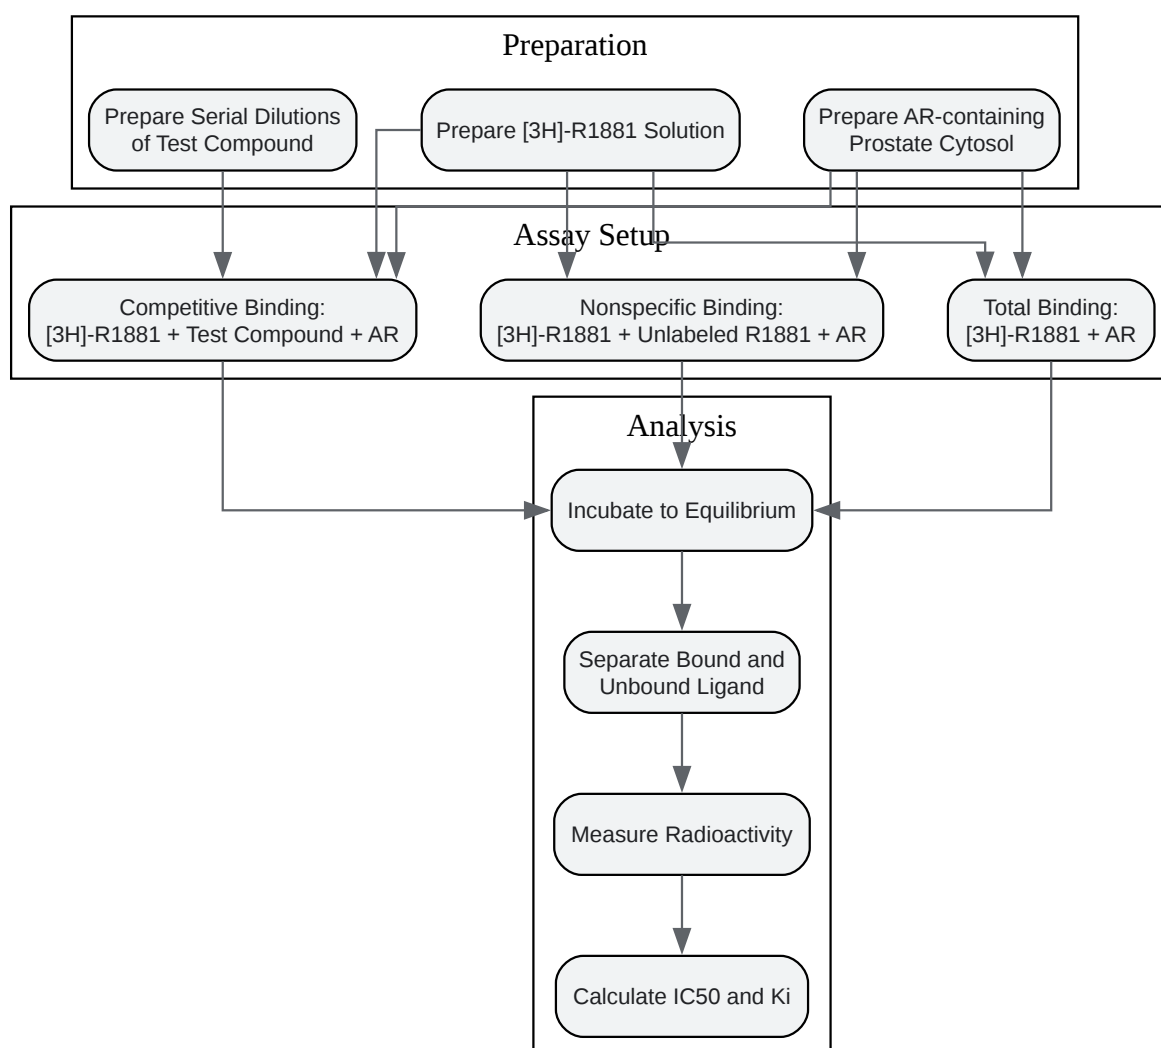 Preparation
Prepare Serial Dilutions
of Test Compound
Prepare [3H]-R1881 Solution
Prepare AR-containing
Prostate Cytosol
Assay Setup
Competitive Binding:
[3H]-R1881 + Test Compound + AR
Nonspecific Binding:
[3H]-R1881 + Unlabeled R1881 + AR
Total Binding:
[3H]-R1881 + AR
Analysis
Incubate to Equilibrium
Separate Bound and
Unbound Ligand
Measure Radioactivity
Calculate IC50 and Ki